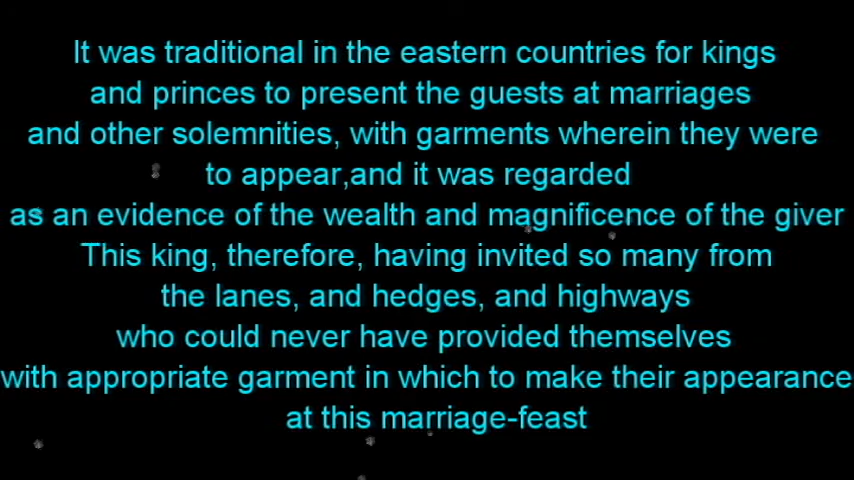 It was traditional in the eastern countries for kings
and princes to present the guests at marriages
and other solemnities, with garments wherein they were
to appear,and it was regarded
as an evidence of the wealth and magnificence of the giver
This king, therefore, having invited so many from
the lanes, and hedges, and highways
who could never have provided themselves
with appropriate garment in which to make their appearance
at this marriage-feast